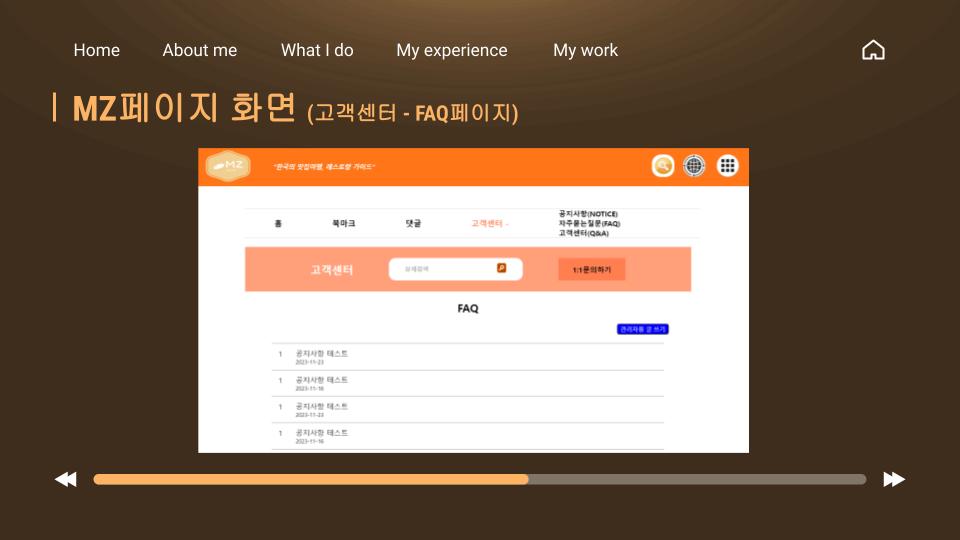 Home About me What I do My experience My work
MZ페이지 화면 (고객센터 - FAQ페이지)
MZ "한국의 맛집여행, 레스토랑 가이드"
공지사항(NOTICE)
홈 북마크 댓글 고객센터 - 자주묻는질문(FAQ)
고객센터(Q&A)
고객센터 상세검색 1:1문의하기
FAQ
관리자용 글 쓰기
1 공지사항 테스트
2023-11-23
1 공지사항 테스트
2023-11-16
1 공지사항 테스트
2023-11-23
1 공지사항 테스트
2023-11-16